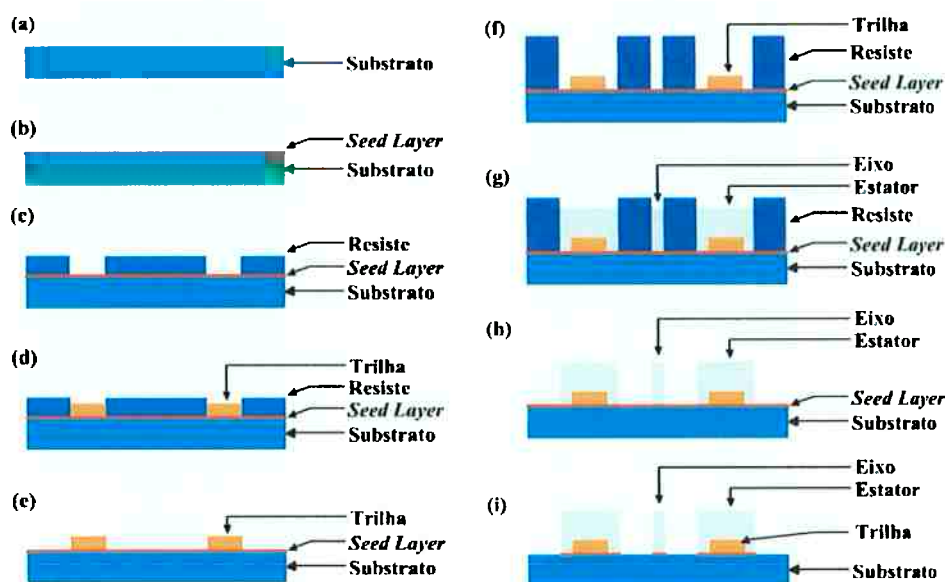 (a)
Substrato
(b)
Seed Layer
Substrato
(c)
Resiste
Seed Layer
Substrato
(d)
Trilha
Resiste
Seed Layer
Substrato
(e)
Trilha
Seed Layer
Substrato
(f)
Trilha
Resiste
Seed Layer
Substrato
(g)
Eixo
Estator
Resiste
Seed Layer
Substrato
(h)
Eixo
Estator
Seed Layer
Substrato
(i)
Eixo
Estator
Trilha
Substrato